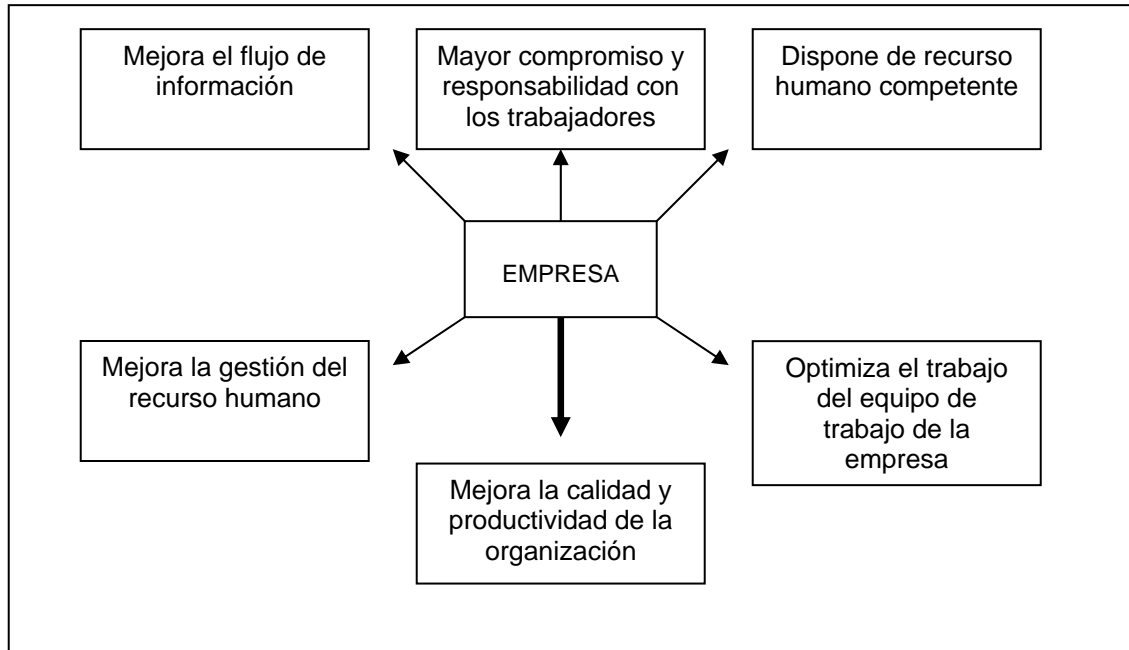 Mejora el flujo de
información
Mayor compromiso y
responsabilidad con
los trabajadores
Dispone de recurso
humano competente
EMPRESA
Mejora la gestión del
recurso humano
Optimiza el trabajo
del equipo de
trabajo de la
empresa
Mejora la calidad y
productividad de la
organización